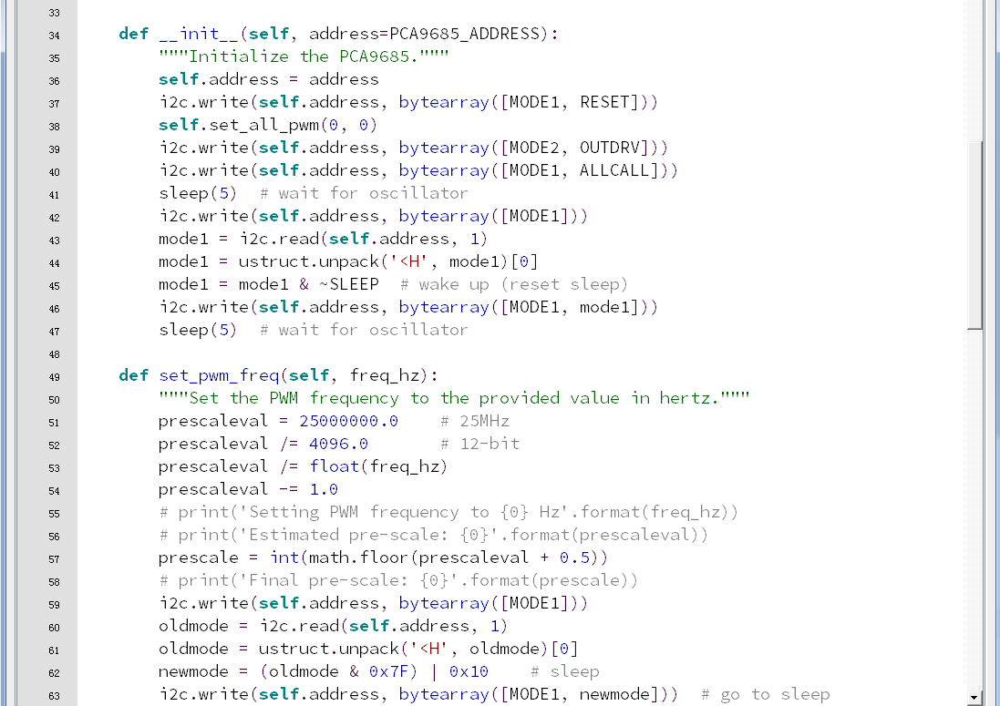 33
34 def __init__(self, address=PCA9685_ADDRESS):
35 """Initialize the PCA9685."""
36 self.address = address
37 i2c.write(self.address, bytearray([MODE1, RESET]))
38 self.set_all_pwm(0, 0)
39 i2c.write(self.address, bytearray([MODE2, OUTDRV]))
40 i2c.write(self.address, bytearray([MODE1, ALLCALL]))
41 sleep(5)  # wait for oscillator
42 i2c.write(self.address, bytearray([MODE1]))
43 mode1 = i2c.read(self.address, 1)
44 mode1 = ustruct.unpack('<H', mode1)[0]
45 mode1 = mode1 & ~SLEEP  # wake up (reset sleep)
46 i2c.write(self.address, bytearray([MODE1, mode1]))
47 sleep(5)  # wait for oscillator
48
49 def set_pwm_freq(self, freq_hz):
50 """Set the PWM frequency to the provided value in hertz."""
51 prescaleval = 25000000.0    # 25MHz
52 prescaleval /= 4096.0       # 12-bit
53 prescaleval /= float(freq_hz)
54 prescaleval -= 1.0
55 # print('Setting PWM frequency to {0} Hz'.format(freq_hz))
56 # print('Estimated pre-scale: {0}'.format(prescaleval))
57 prescale = int(math.floor(prescaleval + 0.5))
58 # print('Final pre-scale: {0}'.format(prescale))
59 i2c.write(self.address, bytearray([MODE1]))
60 oldmode = i2c.read(self.address, 1)
61 oldmode = ustruct.unpack('<H', oldmode)[0]
62 newmode = (oldmode & 0x7F) | 0x10    # sleep
63 i2c.write(self.address, bytearray([MODE1, newmode]))  # go to sleep